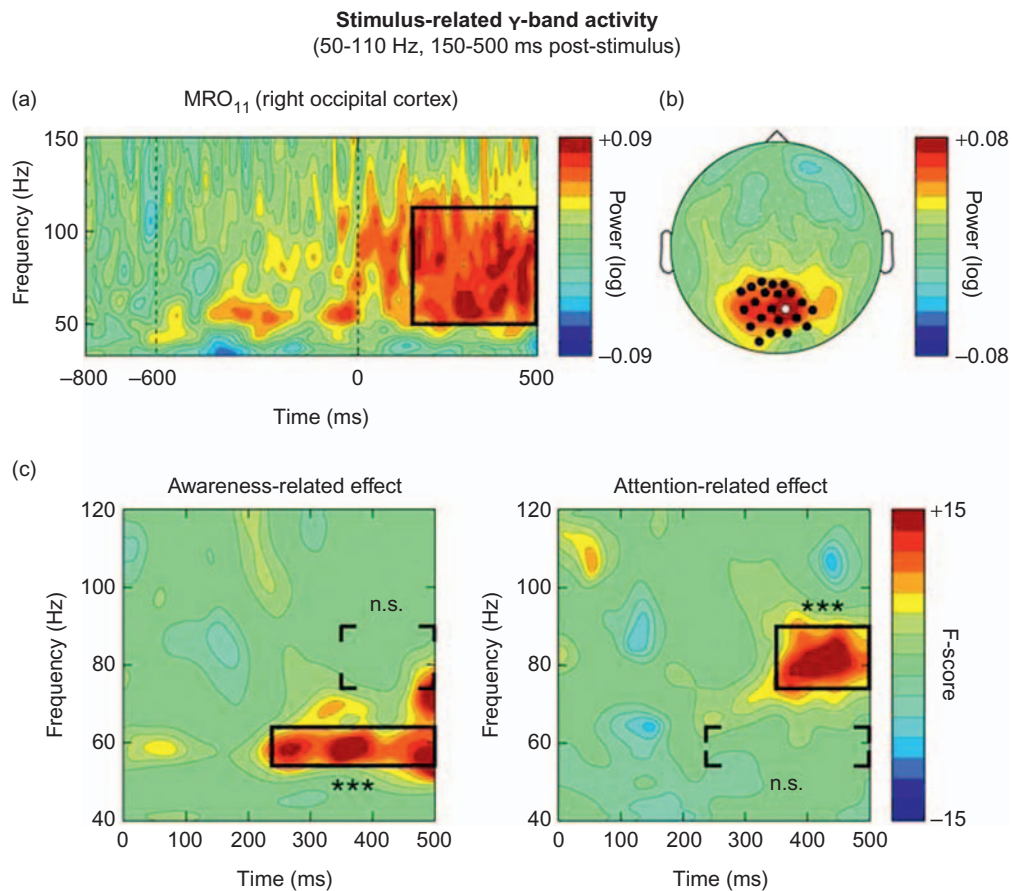 Stimulus-related γ-band activity
(50-110 Hz, 150-500 ms post-stimulus)
(a)
MRO11 (right occipital cortex)
Frequency (Hz)
150
100
50
–800
–600
0
500
Time (ms)
+0.09
Power (log)
–0.09
(b)
+0.08
Power (log)
–0.08
(c)
Awareness-related effect
Frequency (Hz)
120
100
80
60
40
n.s.
***
0
100
200
300
400
500
Time (ms)
Attention-related effect
Frequency (Hz)
120
100
80
60
40
***
n.s.
0
100
200
300
400
500
Time (ms)
+15
F-score
–15